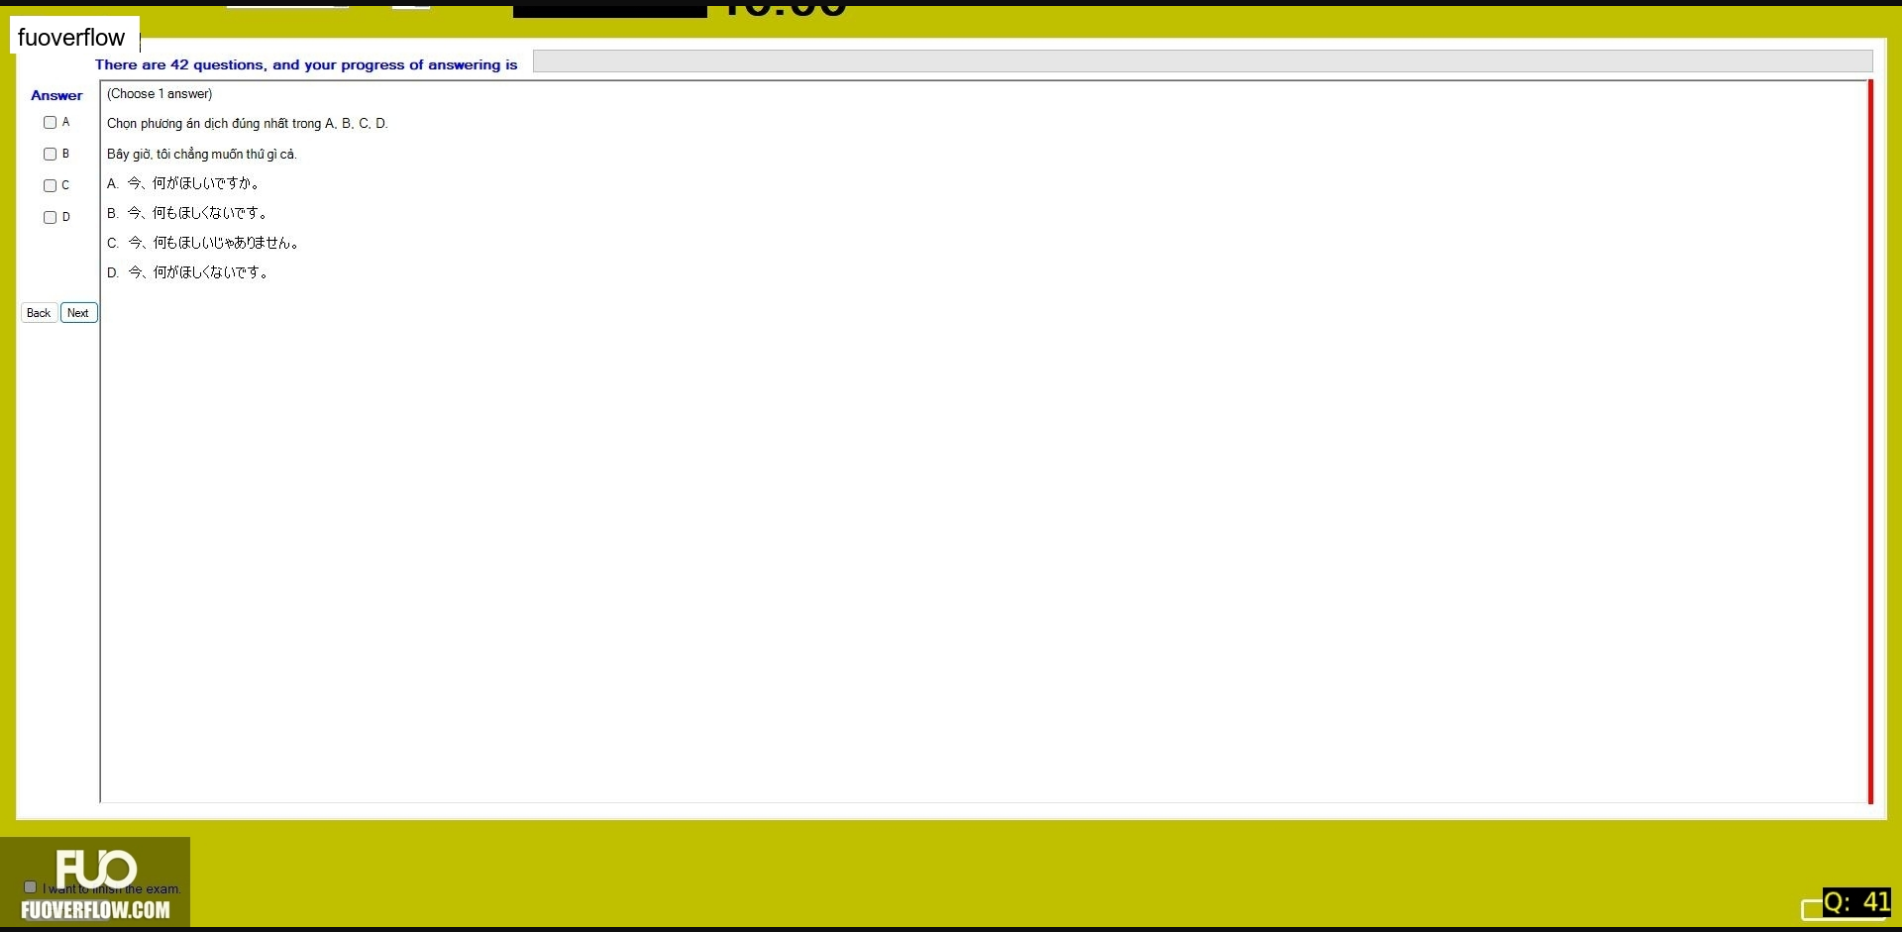 fuoverflow
There are 42 questions, and your progress of answering is
Answer
(Choose 1 answer)
A
Chọn phương án dịch đúng nhất trong A, B, C, D.
B
Bây giờ, tôi chẳng muốn thứ gì cả.
C
A. 今、何がほしいですか。
D
B. 今、何もほしくないです。
C. 今、何もほしいじゃありません。
D. 今、何がほしくないです。
Back Next
FUO
I want to finish the exam.
FUOVERFLOW.COM
Q: 41